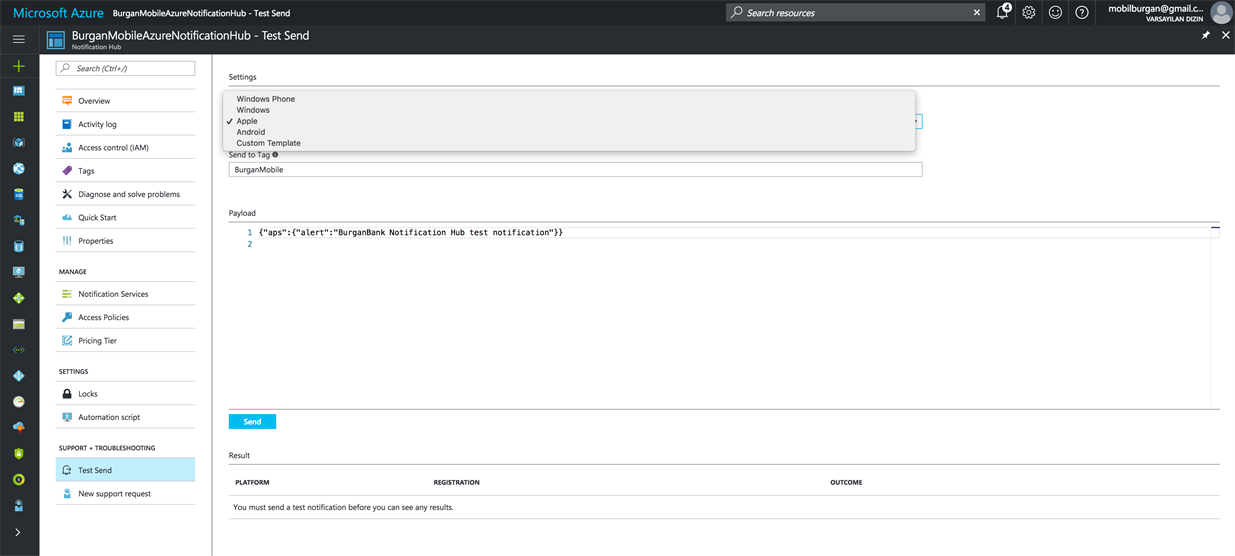 Microsoft Azure BurganMobileAzureNotificationHub - Test Send
Search resources
4
mobilburgan@gmail.c...
VARSAYILAN DIZIN
BurganMobileAzureNotificationHub - Test Send
Notification Hub
Search (Ctrl+/)
Overview
Activity log
Access control (IAM)
Tags
Diagnose and solve problems
Quick Start
Properties
MANAGE
Notification Services
Access Policies
Pricing Tier
SETTINGS
Locks
Automation script
SUPPORT + TROUBLESHOOTING
Test Send
New support request
Settings
Windows Phone
Windows
✓ Apple
Android
Custom Template
Send to Tag
BurganMobile
Payload
1 {"aps":{"alert":"BurganBank Notification Hub test notification"}}
2
Send
Result
PLATFORM REGISTRATION OUTCOME
You must send a test notification before you can see any results.